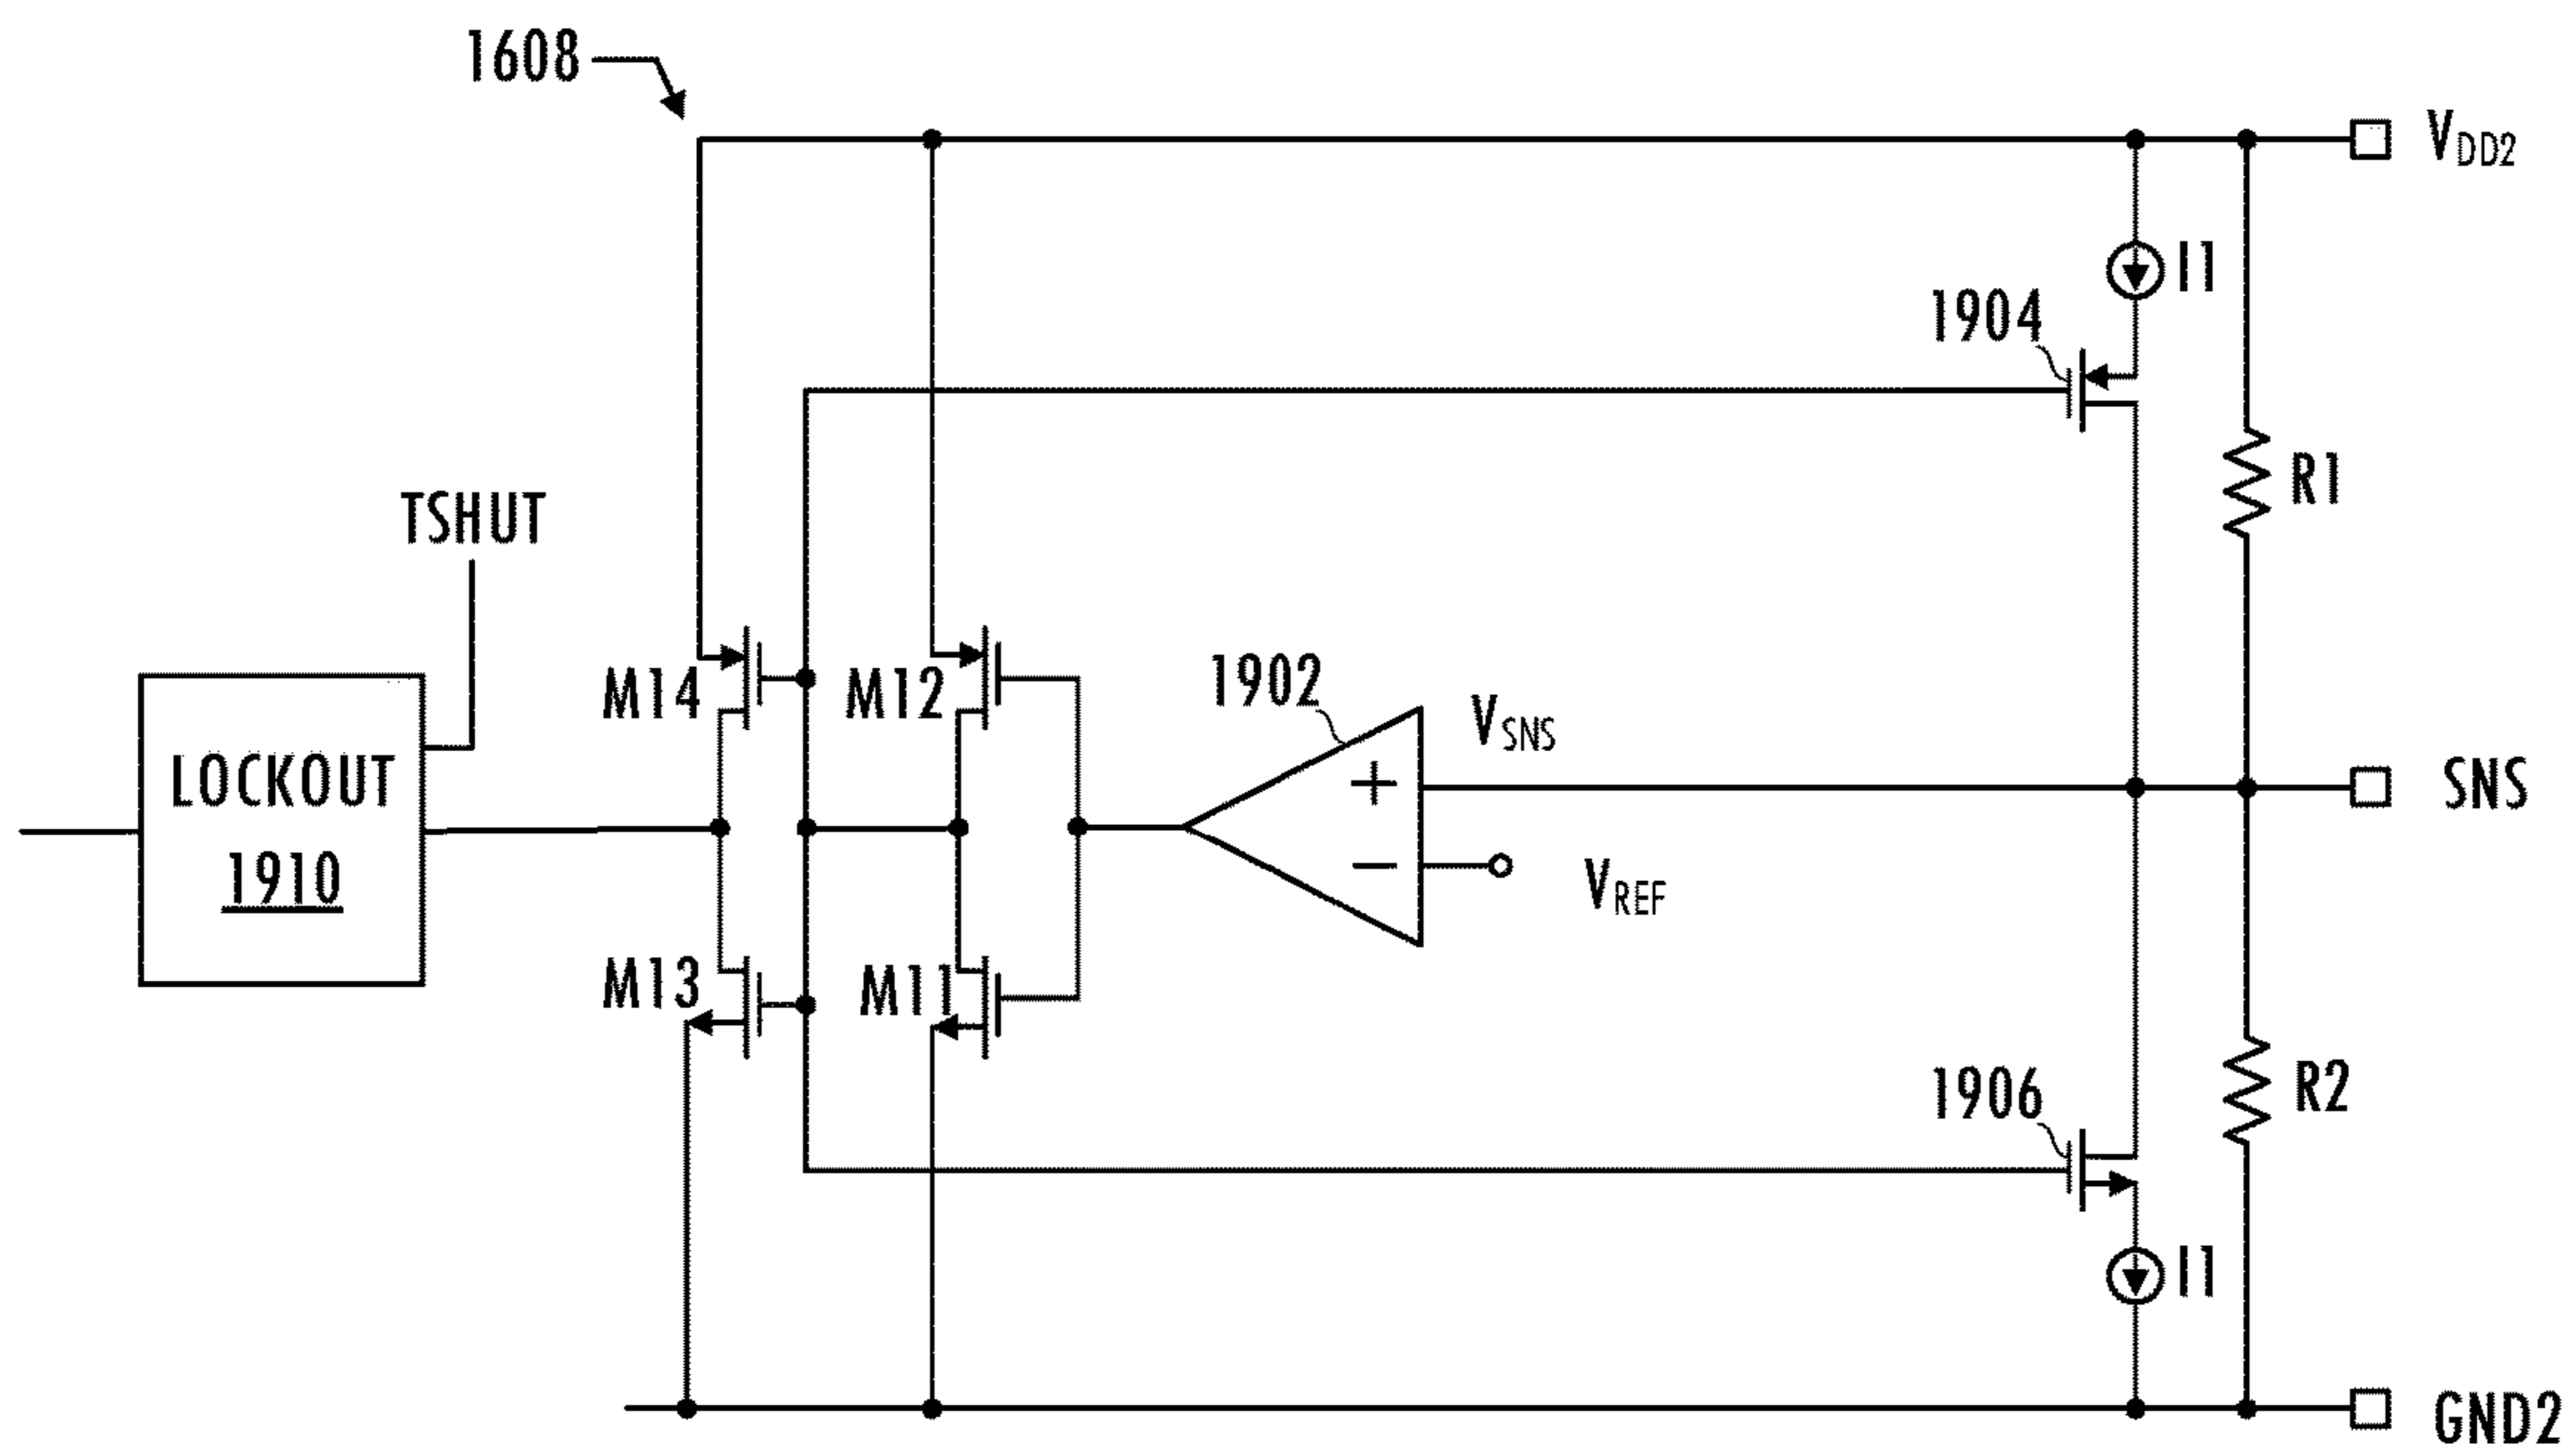 1608
VDD2
I1
1904
R1
TSHUT
M14
M12
1902
VSNS
+
SNS
LOCKOUT
1910
−
VREF
M13
M11
1906
R2
I1
GND2